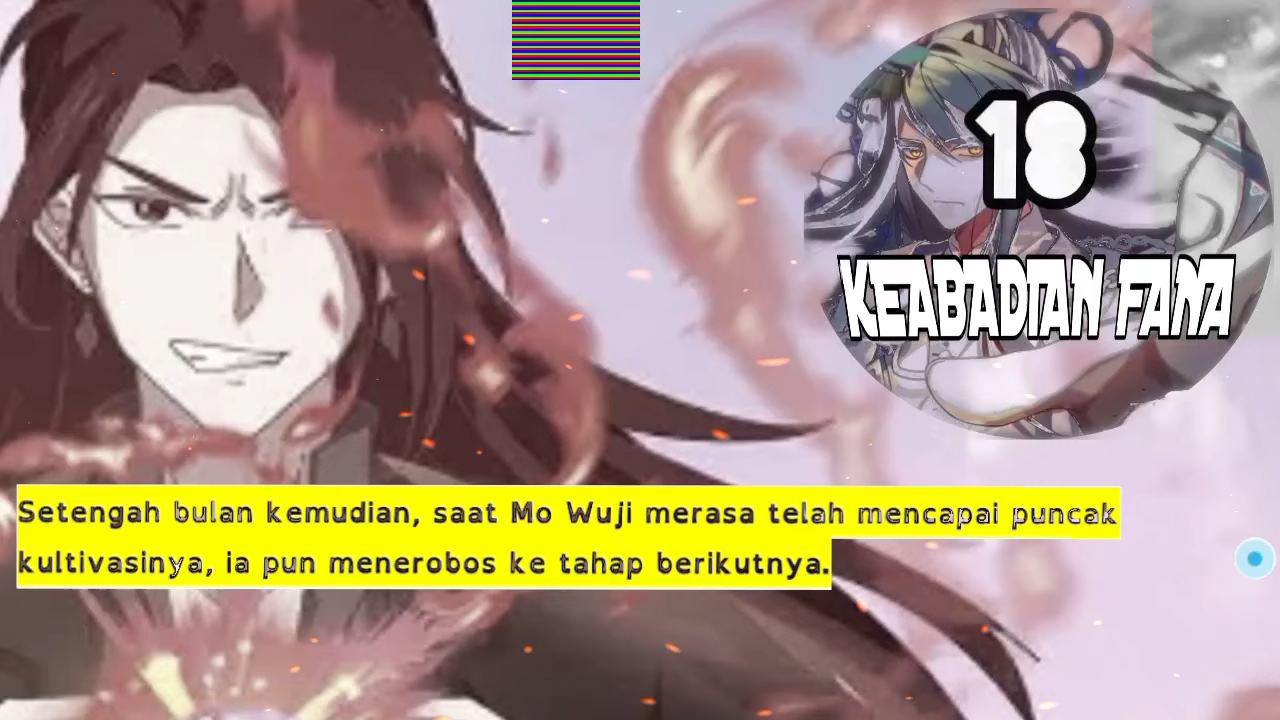 18
KEABADIAN FANA
Setengah bulan kemudian, saat Mo Wuji merasa telah mencapai puncak
kultivasinya, ia pun menerobos ke tahap berikutnya.